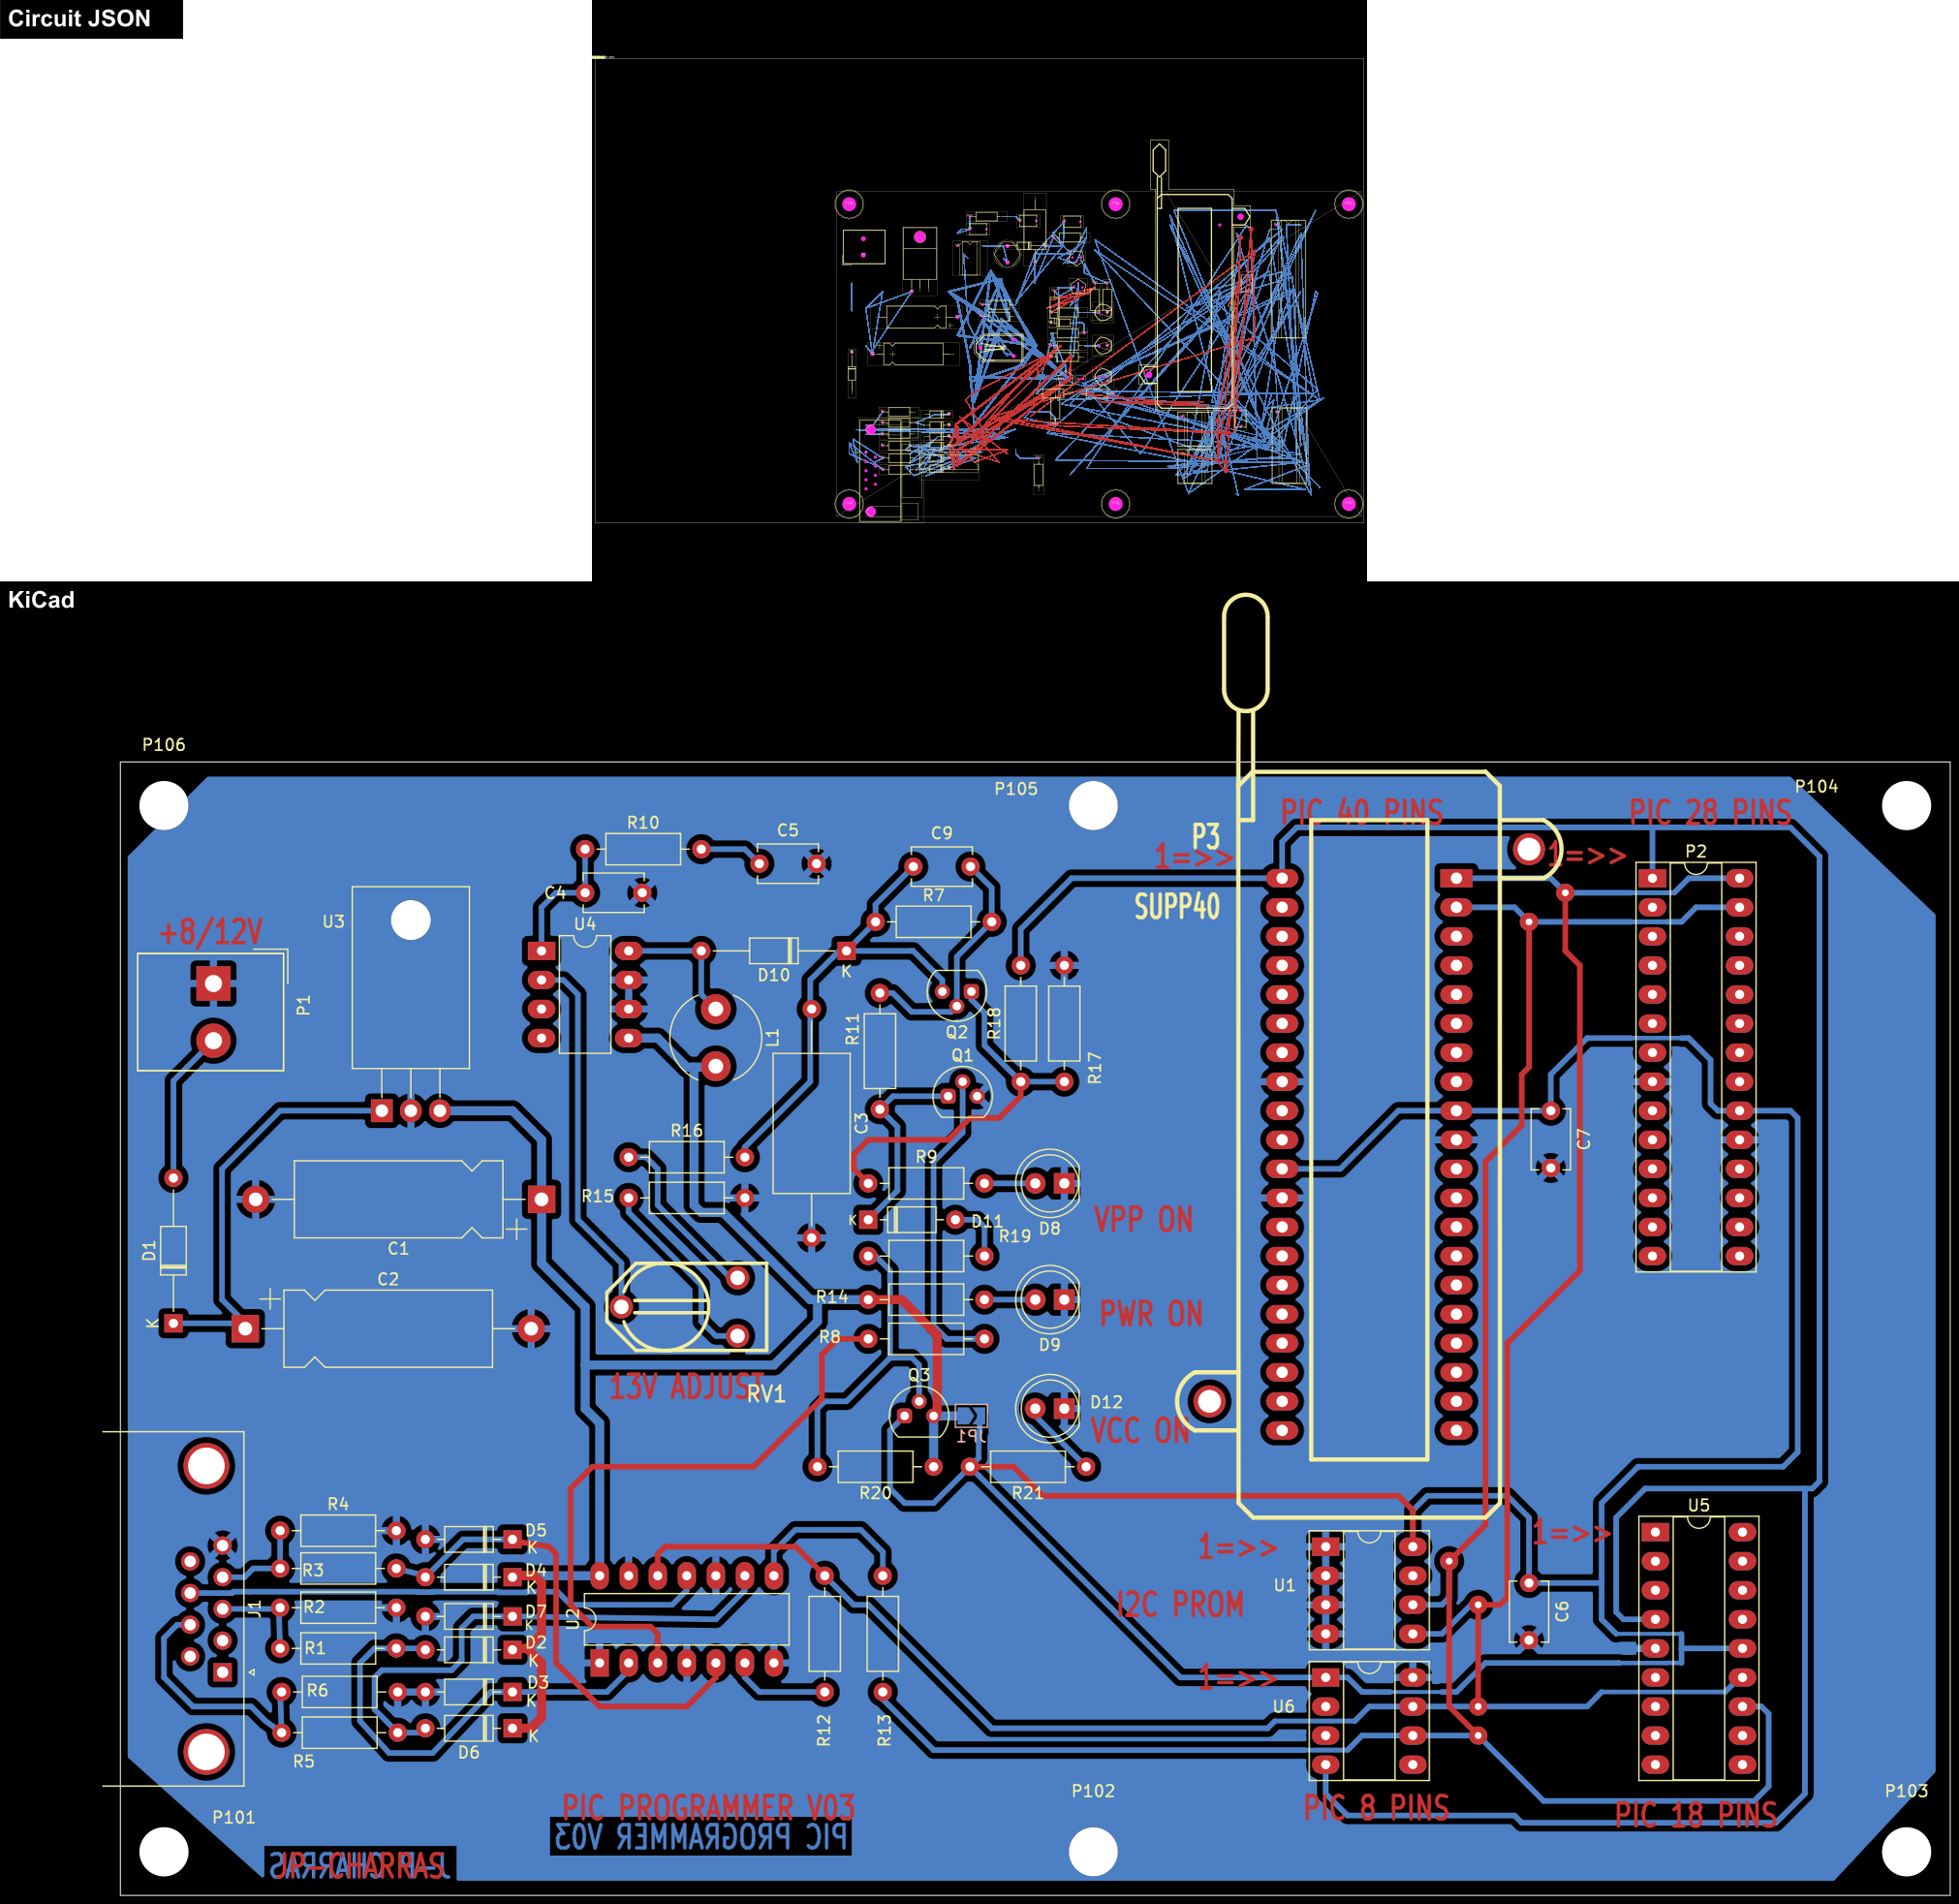 Circuit JSON
KiCad
P106
P105
P104
PIC 40 PINS
PIC 28 PINS
R10
C5
C9
P3
1=>>
1=>>
P2
C4
R7
SUPP40
U3
U4
+8/12V
D10
K
P1
L1
R11
Q2
R18
Q1
R17
C3
R16
C7
R9
R15
K
D11
D8
VPP ON
R19
D1
C1
C2
R14
PWR ON
K
R8
D9
13V ADJUST
RV1
Q3
D12
JP1
VCC ON
R20
R21
R4
D5
K
U5
1=>>
1=>>
R3
D4
K
U1
J1
R2
D7
K
U2
I2C PROM
C6
R1
D2
K
1=>>
R6
D3
K
U6
R12
R13
R5
D6
K
P101
P102
P103
PIC PROGRAMMER V03
PIC 8 PINS
PIC 18 PINS
PIC PROGRAMMER V03